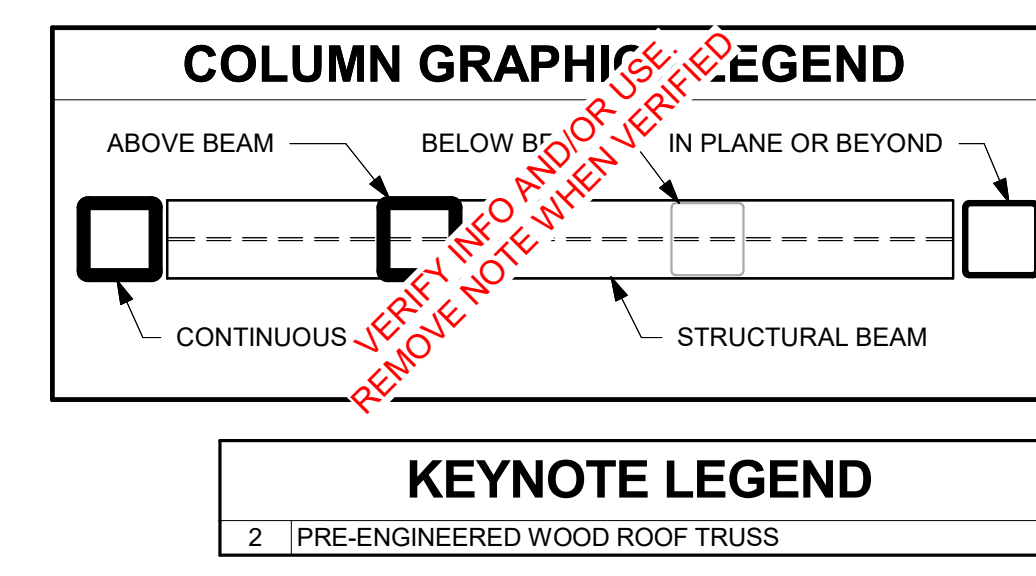 COLUMN GRAPHIC LEGEND
ABOVE BEAM
BELOW
IN PLANE OR BEYOND
CONTINUOUS
STRUCTURAL BEAM
VERIFY INFO AND/OR USE.
REMOVE NOTE WHEN VERIFIED
KEYNOTE LEGEND
2 PRE-ENGINEERED WOOD ROOF TRUSS